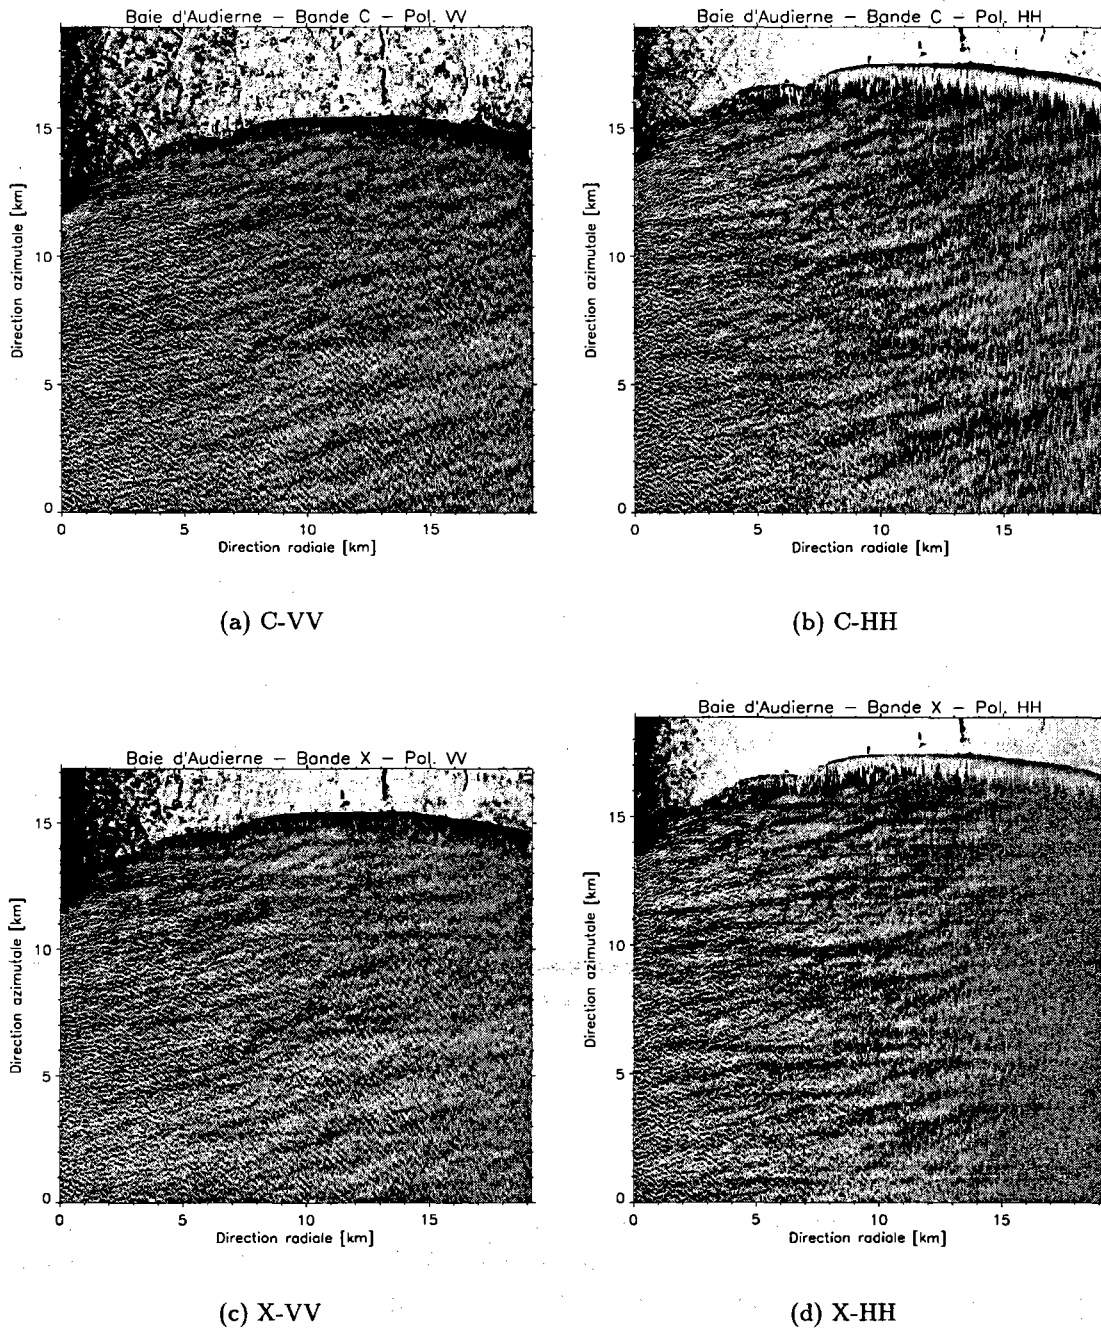 Baie d'Audierne – Bande C – Pol. VV
Baie d'Audierne – Bande C – Pol. HH
Direction azimutale [km]
15
10
5
0
0 5 10 15
Direction radiale [km]
Direction azimutale [km]
15
10
5
0
0 5 10 15
Direction radiale [km]
(a) C-VV
(b) C-HH
Baie d'Audierne – Bande X – Pol. VV
Baie d'Audierne – Bande X – Pol. HH
Direction azimutale [km]
15
10
5
0
0 5 10 15
Direction radiale [km]
Direction azimutale [km]
15
10
5
0
0 5 10 15
Direction radiale [km]
(c) X-VV
(d) X-HH